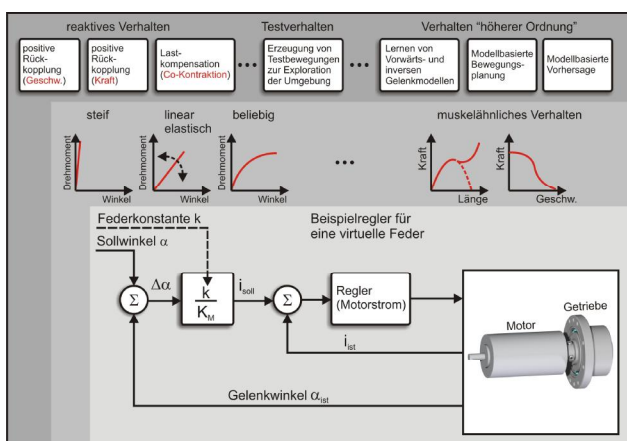 reaktives Verhalten
Testverhalten
Verhalten “höherer Ordnung”
positive
Rück-
kopplung
(Geschw.)
positive
Rück-
kopplung
(Kraft)
Last-
kompensation
(Co-Kontraktion)
Erzeugung von
Testbewegungen
zur Exploration
der Umgebung
Lernen von
Vorwärts- und
inversen
Gelenkmodellen
Modellbasierte
Bewegungs-
planung
Modellbasierte
Vorhersage
steif
Drehmoment
Winkel
linear
elastisch
Drehmoment
Winkel
beliebig
Drehmoment
Winkel
muskelähnliches Verhalten
Kraft
Länge
Kraft
Geschw.
Federkonstante k
Sollwinkel α
Beispielregler für
eine virtuelle Feder
Σ
Δα
k
K_M
i_soll
Σ
Regler
(Motorstrom)
i_ist
Getriebe
Motor
Gelenkwinkel α_ist